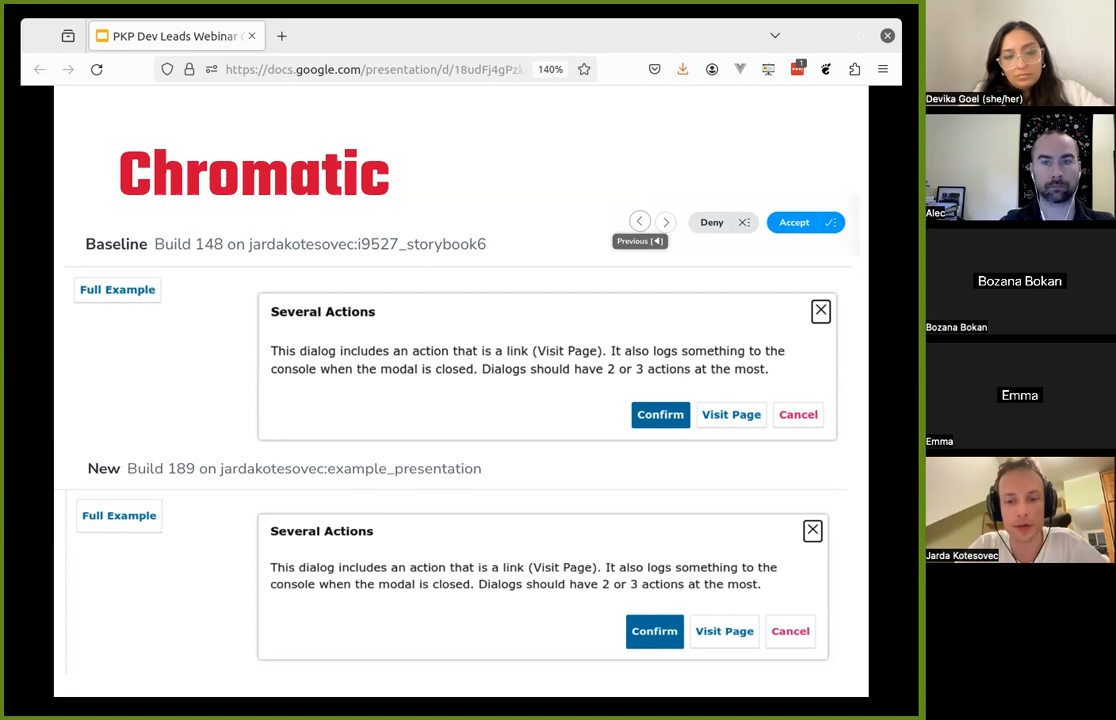 PKP Dev Leads Webinar
https://docs.google.com/presentation/d/18udFj4gPzk
140%
1
Chromatic
Deny
Accept
Previous [◀]
Baseline Build 148 on jardakotesovec:i9527_storybook6
Full Example
Several Actions
This dialog includes an action that is a link (Visit Page). It also logs something to the
console when the modal is closed. Dialogs should have 2 or 3 actions at the most.
Confirm Visit Page Cancel
New Build 189 on jardakotesovec:example_presentation
Full Example
Several Actions
This dialog includes an action that is a link (Visit Page). It also logs something to the
console when the modal is closed. Dialogs should have 2 or 3 actions at the most.
Confirm Visit Page Cancel
Devika Goel (she/her)
Alec
Bozana Bokan
Bozana Bokan
Emma
Emma
Jarda Kotesovec